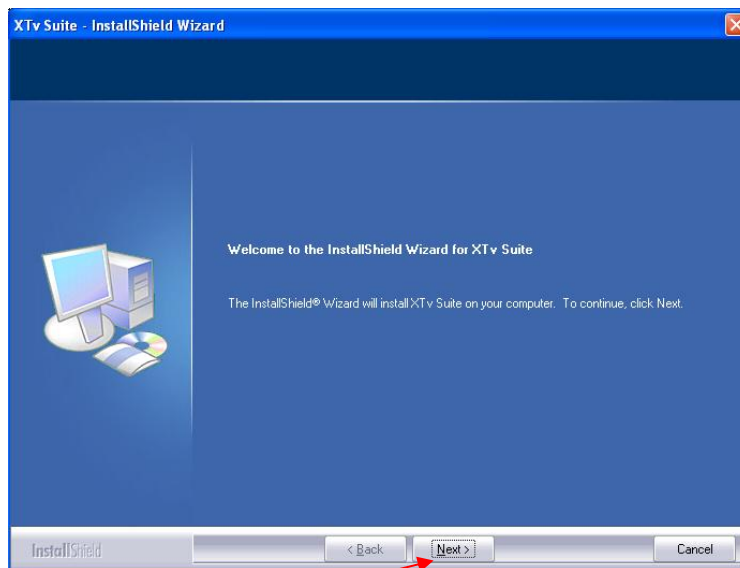 XTv Suite - InstallShield Wizard
Welcome to the InstallShield Wizard for XTv Suite
The InstallShield® Wizard will install XTv Suite on your computer. To continue, click Next.
InstallShield
< Back
Next >
Cancel